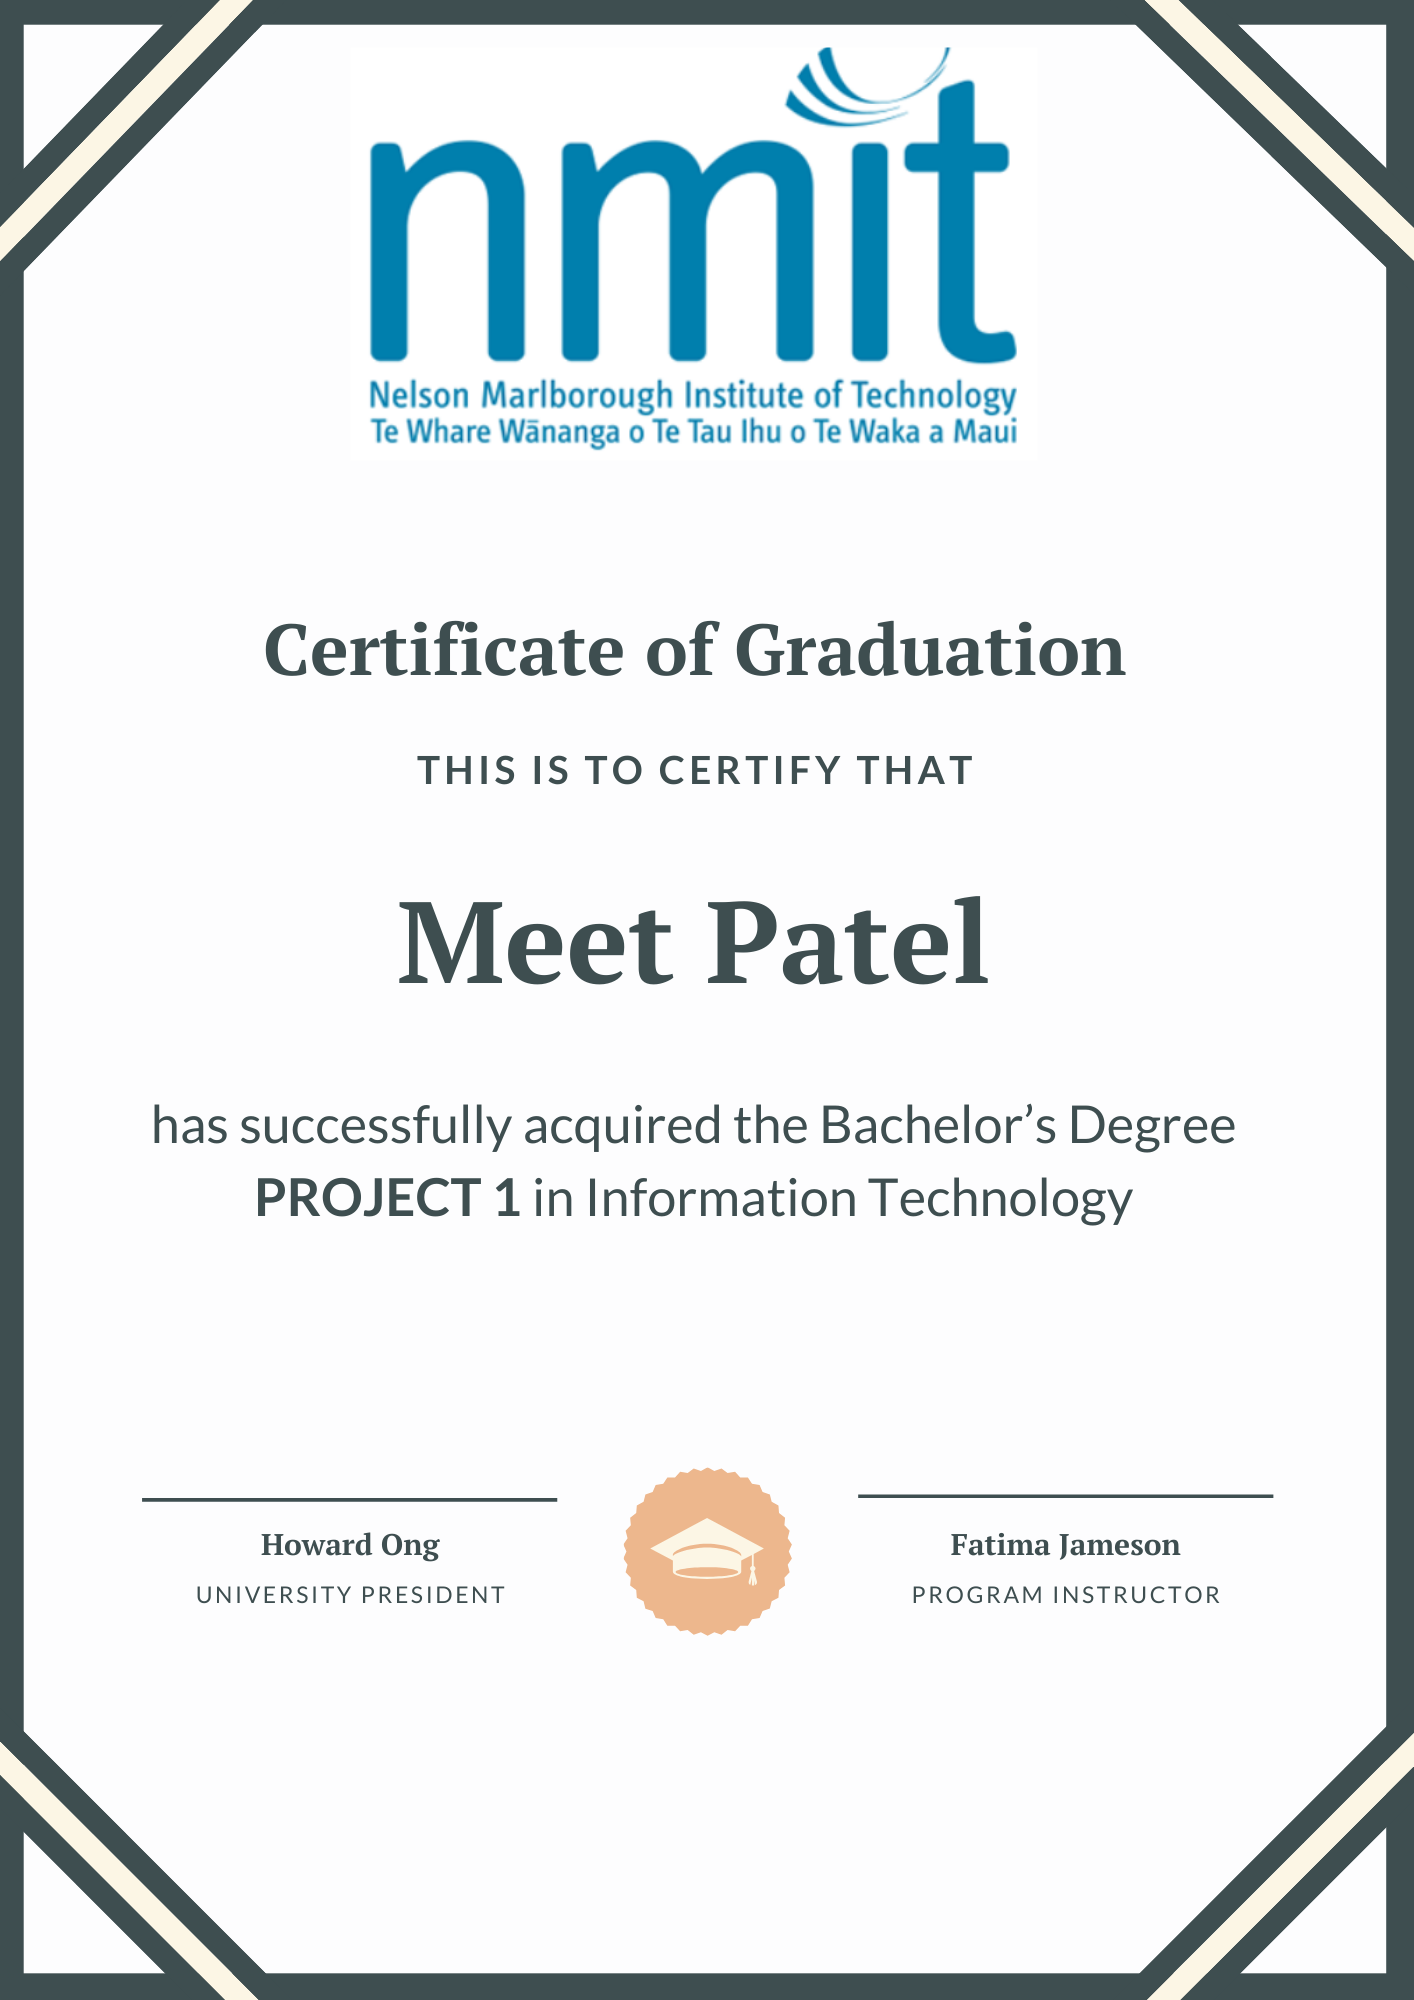 nmit
Nelson Marlborough Institute of Technology
Te Whare Wānanga o Te Tau Ihu o Te Waka a Maui
Certificate of Graduation
THIS IS TO CERTIFY THAT
Meet Patel
has successfully acquired the Bachelor’s Degree
PROJECT 1 in Information Technology
Howard Ong
UNIVERSITY PRESIDENT
Fatima Jameson
PROGRAM INSTRUCTOR